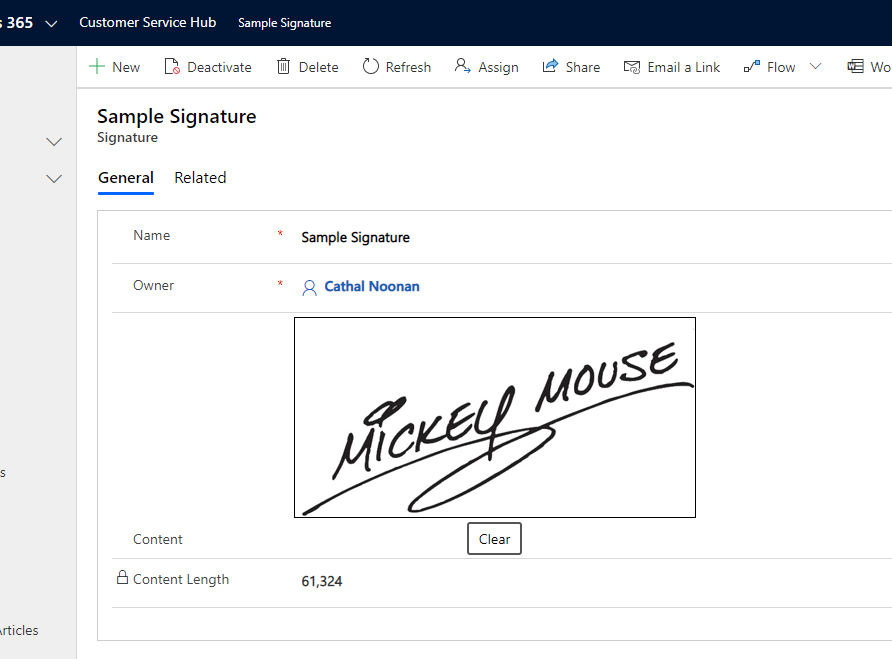 s 365 Customer Service Hub Sample Signature
New Deactivate Delete Refresh Assign Share Email a Link Flow Wo
Sample Signature
Signature
General Related
Name * Sample Signature
Owner * Cathal Noonan
MICKEY MOUSE
Content Clear
s
Content Length 61,324
Articles